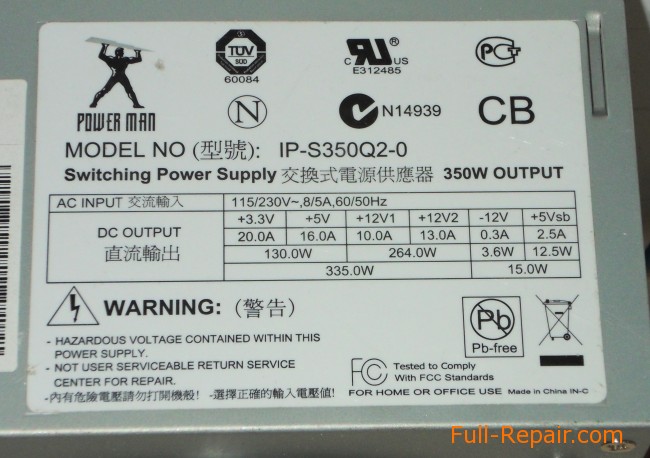 POWER MAN
TÜV
SÜD
60084
N
C RU ® US
E312485
N14939
PCT
CB
MODEL NO (型號): IP-S350Q2-0
Switching Power Supply 交換式電源供應器 350W OUTPUT
AC INPUT 交流輸入 115/230V~,8/5A,60/50Hz
DC OUTPUT
直流輸出
+3.3V +5V +12V1 +12V2 -12V +5Vsb
20.0A 16.0A 10.0A 13.0A 0.3A 2.5A
130.0W 264.0W 3.6W 12.5W
335.0W 15.0W
WARNING: (警告)
- HAZARDOUS VOLTAGE CONTAINED WITHIN THIS
POWER SUPPLY.
- NOT USER SERVICEABLE RETURN SERVICE
CENTER FOR REPAIR.
-內有危險電壓請勿打開機殼! -選擇正確的輸入電壓值!
Pb
Pb-free
FC Tested to Comply
With FCC Standards
FOR HOME OR OFFICE USE
Made in China IN-C
Full-Repair.com